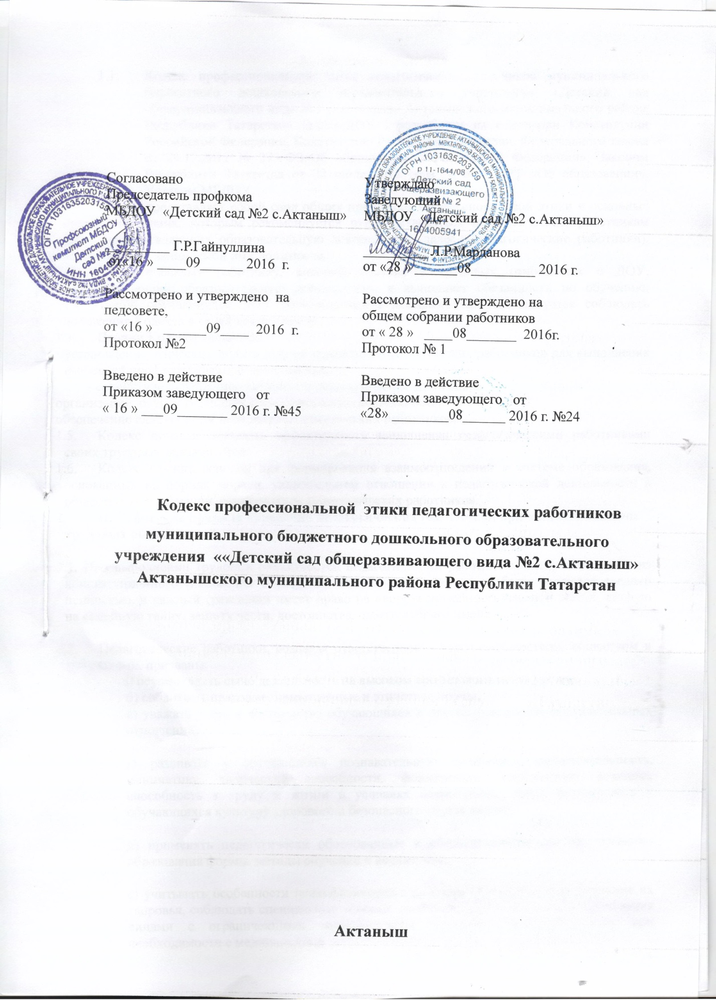 Согласовано
Председатель профкома
МБДОУ «Детский сад №2 с.Актаныш»
_________ Г.Р.Гайнуллина
от«16 » ____09______ 2016 г.
Рассмотрено и утверждено на
педсовете,
от «16 » ______09____ 2016 г.
Протокол №2
Введено в действие
Приказом заведующего от
« 16 » ___09_______ 2016 г. №45
Утверждаю
Заведующий
МБДОУ «Детский сад №2 с.Актаныш»
_________ Л.Р.Марданова
от «28 »______08_________ 2016 г.
Рассмотрено и утверждено на
общем собрании работников
от « 28 » ____08_______ 2016г.
Протокол № 1
Введено в действие
Приказом заведующего от
«28» ________08______ 2016 г. №24
ОГРН 1031635203159
Профсоюзный
комитет МБДОУ
Детский
сад №2
ИНН 1604005941
ОГРН 1031635203159
р 11-1644/08
«Детский сад
общеразвивающего
вида № 2
с. Актаныш»
ИНН
1604005941
Кодекс профессиональной этики педагогических работников
муниципального бюджетного дошкольного образовательного
учреждения ««Детский сад общеразвивающего вида №2 с.Актаныш»
Актанышского муниципального района Республики Татарстан
Актаныш